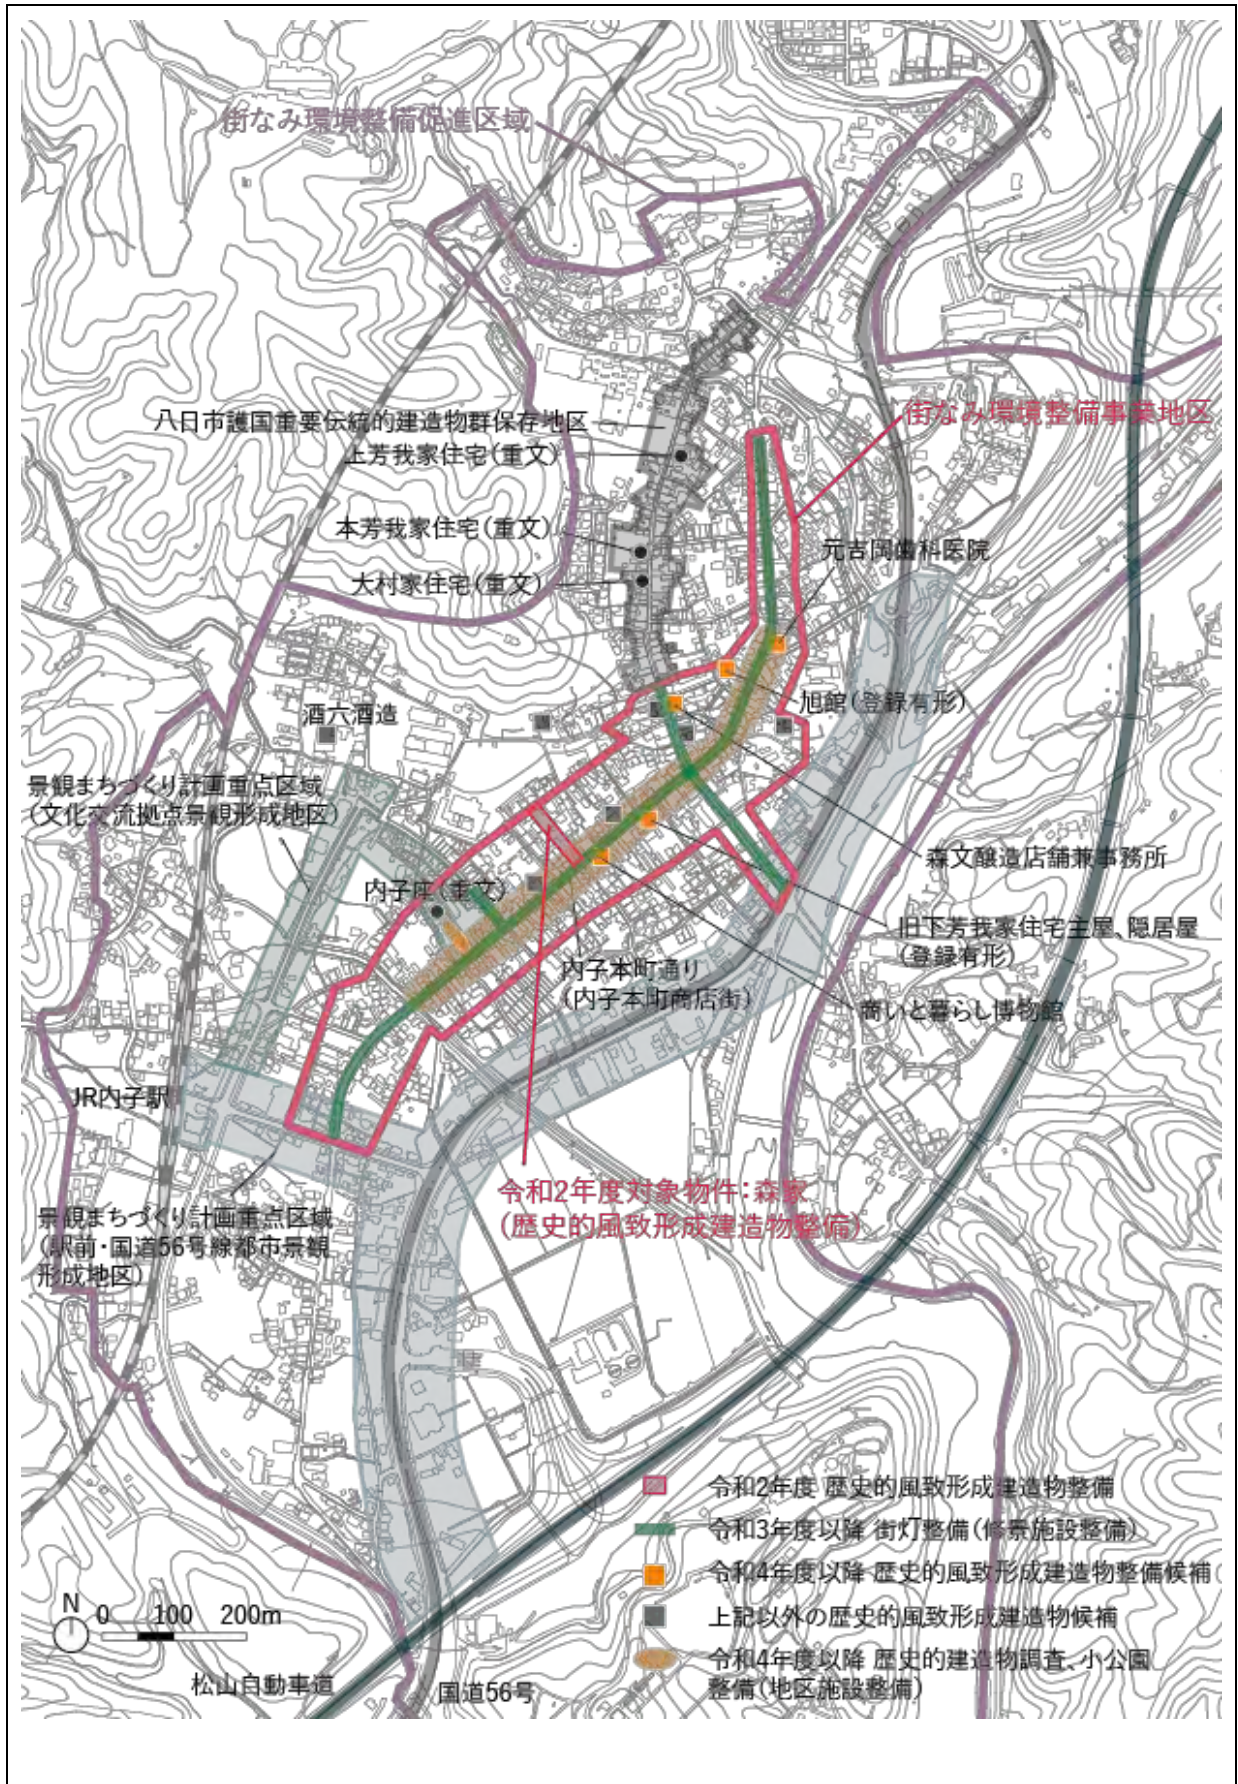 街なみ環境整備促進区域
八日市護国重要伝統的建造物群保存地区
上芳我家住宅(重文)
街なみ環境整備事業地区
本芳我家住宅(重文)
元吉岡歯科医院
大村家住宅(重文)
旭館(登録有形)
酒六酒造
景観まちづくり計画重点区域
(文化交流拠点景観形成地区)
森文醸造店舗兼事務所
内子座(重文)
旧下芳我家住宅主屋、隠居屋
(登録有形)
内子本町通り
(内子本町商店街)
商いと暮らし博物館
JR内子駅
令和2年度対象物件:森家
(歴史的風致形成建造物整備)
景観まちづくり計画重点区域
(駅前・国道56号線都市景観
形成地区)
令和2年度 歴史的風致形成建造物整備
令和3年度以降 街灯整備(修景施設整備)
令和4年度以降 歴史的風致形成建造物整備候補
上記以外の歴史的風致形成建造物候補
令和4年度以降 歴史的建造物調査、小公園
整備(地区施設整備)
N
0 100 200m
松山自動車道
国道56号